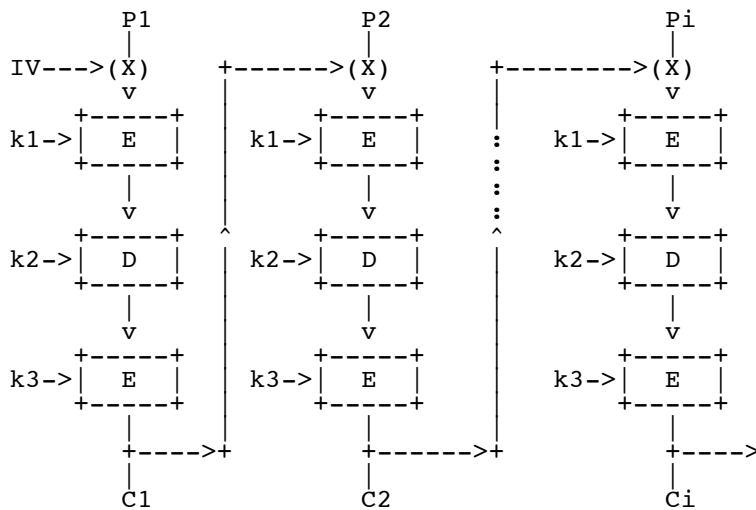 P1 P2 Pi
IV--->(X) +------>(X) +-------->(X)
v v v
+-----+ +-----+ +-----+
k1->| E | k1->| E | : k1->| E |
+-----+ +-----+ : +-----+
| | : |
v v : v
+-----+ ^ +-----+ ^ +-----+
k2->| D | k2->| D | k2->| D |
+-----+ +-----+ +-----+
| | |
v v v
+-----+ +-----+ +-----+
k3->| E | k3->| E | k3->| E |
+-----+ +-----+ +-----+
| | |
+---->+ +------>+ +---->
| | |
C1 C2 Ci